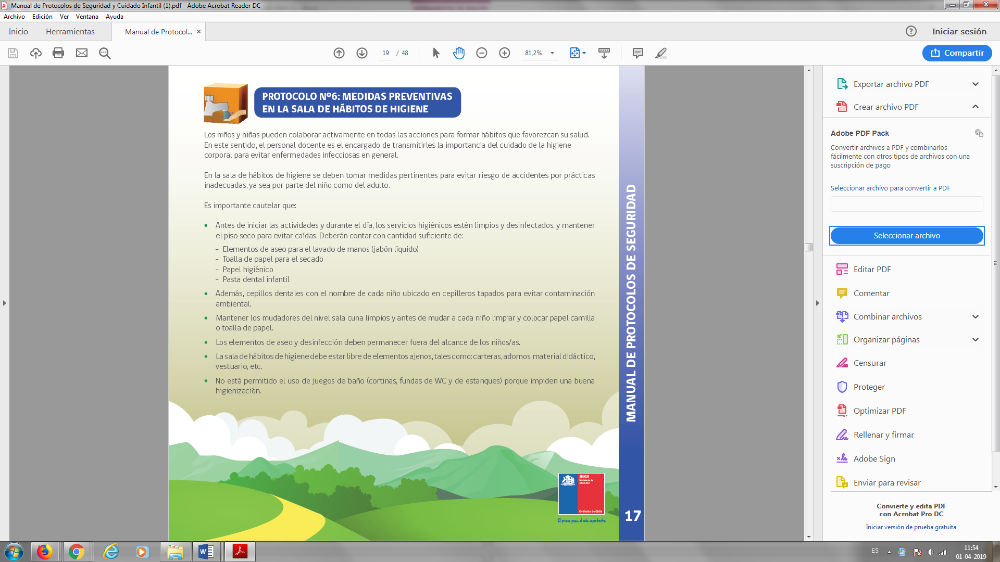 Manual de Protocolos de Seguridad y Cuidado Infantil (1).pdf - Adobe Acrobat Reader DC
Archivo Edición Ver Ventana Ayuda
Inicio Herramientas Manual de Protocol... ×
Iniciar sesión
19 / 48
81,2%
Compartir
PROTOCOLO Nº6: MEDIDAS PREVENTIVAS
EN LA SALA DE HÁBITOS DE HIGIENE
Los niños y niñas pueden colaborar activamente en todas las acciones para formar hábitos que favorezcan su salud.
En este sentido, el personal docente es el encargado de transmitirles la importancia del cuidado de la higiene
corporal para evitar enfermedades infecciosas en general.
En la sala de hábitos de higiene se deben tomar medidas pertinentes para evitar riesgo de accidentes por prácticas
inadecuadas, ya sea por parte del niño como del adulto.
Es importante cautelar que:
• Antes de iniciar las actividades y durante el día, los servicios higiénicos estén limpios y desinfectados, y mantener
el piso seco para evitar caídas. Deberán contar con cantidad suficiente de:
- Elementos de aseo para el lavado de manos (jabón líquido)
- Toalla de papel para el secado
- Papel higiénico
- Pasta dental infantil
• Además, cepillos dentales con el nombre de cada niño ubicado en cepilleros tapados para evitar contaminación
ambiental.
• Mantener los mudadores del nivel sala cuna limpios y antes de mudar a cada niño limpiar y colocar papel camilla
o toalla de papel.
• Los elementos de aseo y desinfección deben permanecer fuera del alcance de los niños/as.
• La sala de hábitos de higiene debe estar libre de elementos ajenos, tales como: carteras, adornos, material didáctico,
vestuario, etc.
• No está permitido el uso de juegos de baño (cortinas, fundas de WC y de estanques) porque impiden una buena
higienización.
MANUAL DE PROTOCOLOS DE SEGURIDAD
JUNJI
Ministerio de
Educación
Gobierno de Chile
El primer paso, el más importante.
17
Exportar archivo PDF
Crear archivo PDF
Adobe PDF Pack
Convertir archivos a PDF y combinarlos
fácilmente con otros tipos de archivos con una
suscripción de pago
Seleccionar archivo para convertir a PDF
Seleccionar archivo
Editar PDF
Comentar
Combinar archivos
Organizar páginas
Censurar
Proteger
Optimizar PDF
Rellenar y firmar
Adobe Sign
Enviar para revisar
Convierte y edita PDF
con Acrobat Pro DC
Iniciar versión de prueba gratuita
ES
11:54
01-04-2019